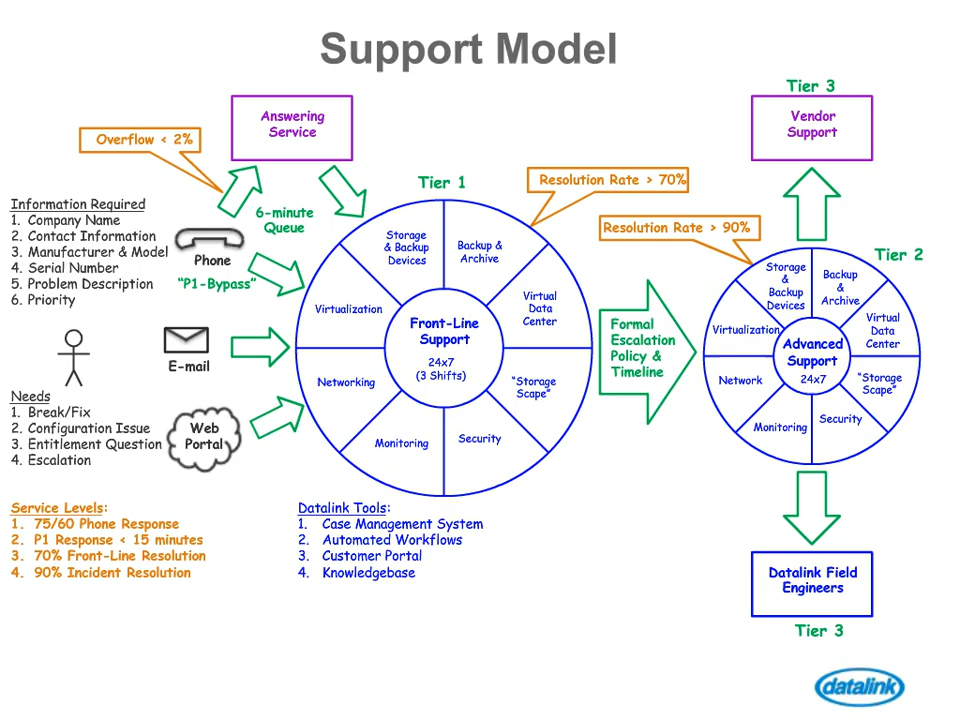 Support Model
Tier 3
Answering
Service
Vendor
Support
Overflow < 2%
Tier 1
Resolution Rate > 70%
Information Required
1. Company Name
2. Contact Information
3. Manufacturer & Model
4. Serial Number
5. Problem Description
6. Priority
6-minute
Queue
Phone
"P1-Bypass"
Resolution Rate > 90%
Tier 2
Storage
& Backup
Devices
Backup &
Archive
Virtualization
Virtual
Data
Center
Front-Line
Support
24x7
(3 Shifts)
Networking
"Storage
Scape"
Monitoring
Security
Formal
Escalation
Policy &
Timeline
Storage
&
Backup
Devices
Backup
&
Archive
Virtualization
Virtual
Data
Center
Advanced
Support
24x7
Network
"Storage
Scape"
Monitoring
Security
E-mail
Needs
1. Break/Fix
2. Configuration Issue
3. Entitlement Question
4. Escalation
Web
Portal
Service Levels:
1. 75/60 Phone Response
2. P1 Response < 15 minutes
3. 70% Front-Line Resolution
4. 90% Incident Resolution
Datalink Tools:
1. Case Management System
2. Automated Workflows
3. Customer Portal
4. Knowledgebase
Datalink Field
Engineers
Tier 3
datalink